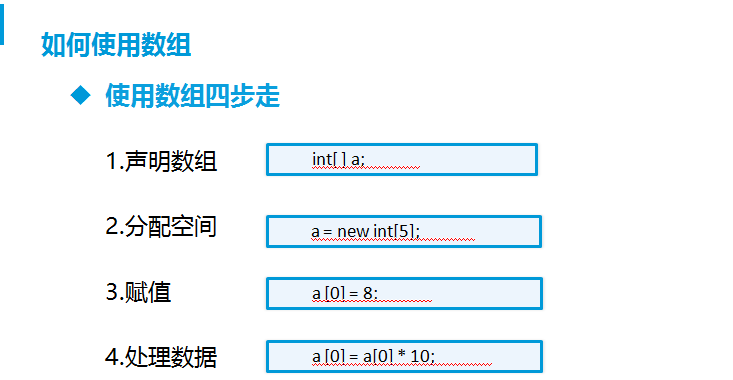 如何使用数组
使用数组四步走
1.声明数组
int[ ] a;
2.分配空间
a = new int[5];
3.赋值
a [0] = 8:
4.处理数据
a [0] = a[0] * 10;